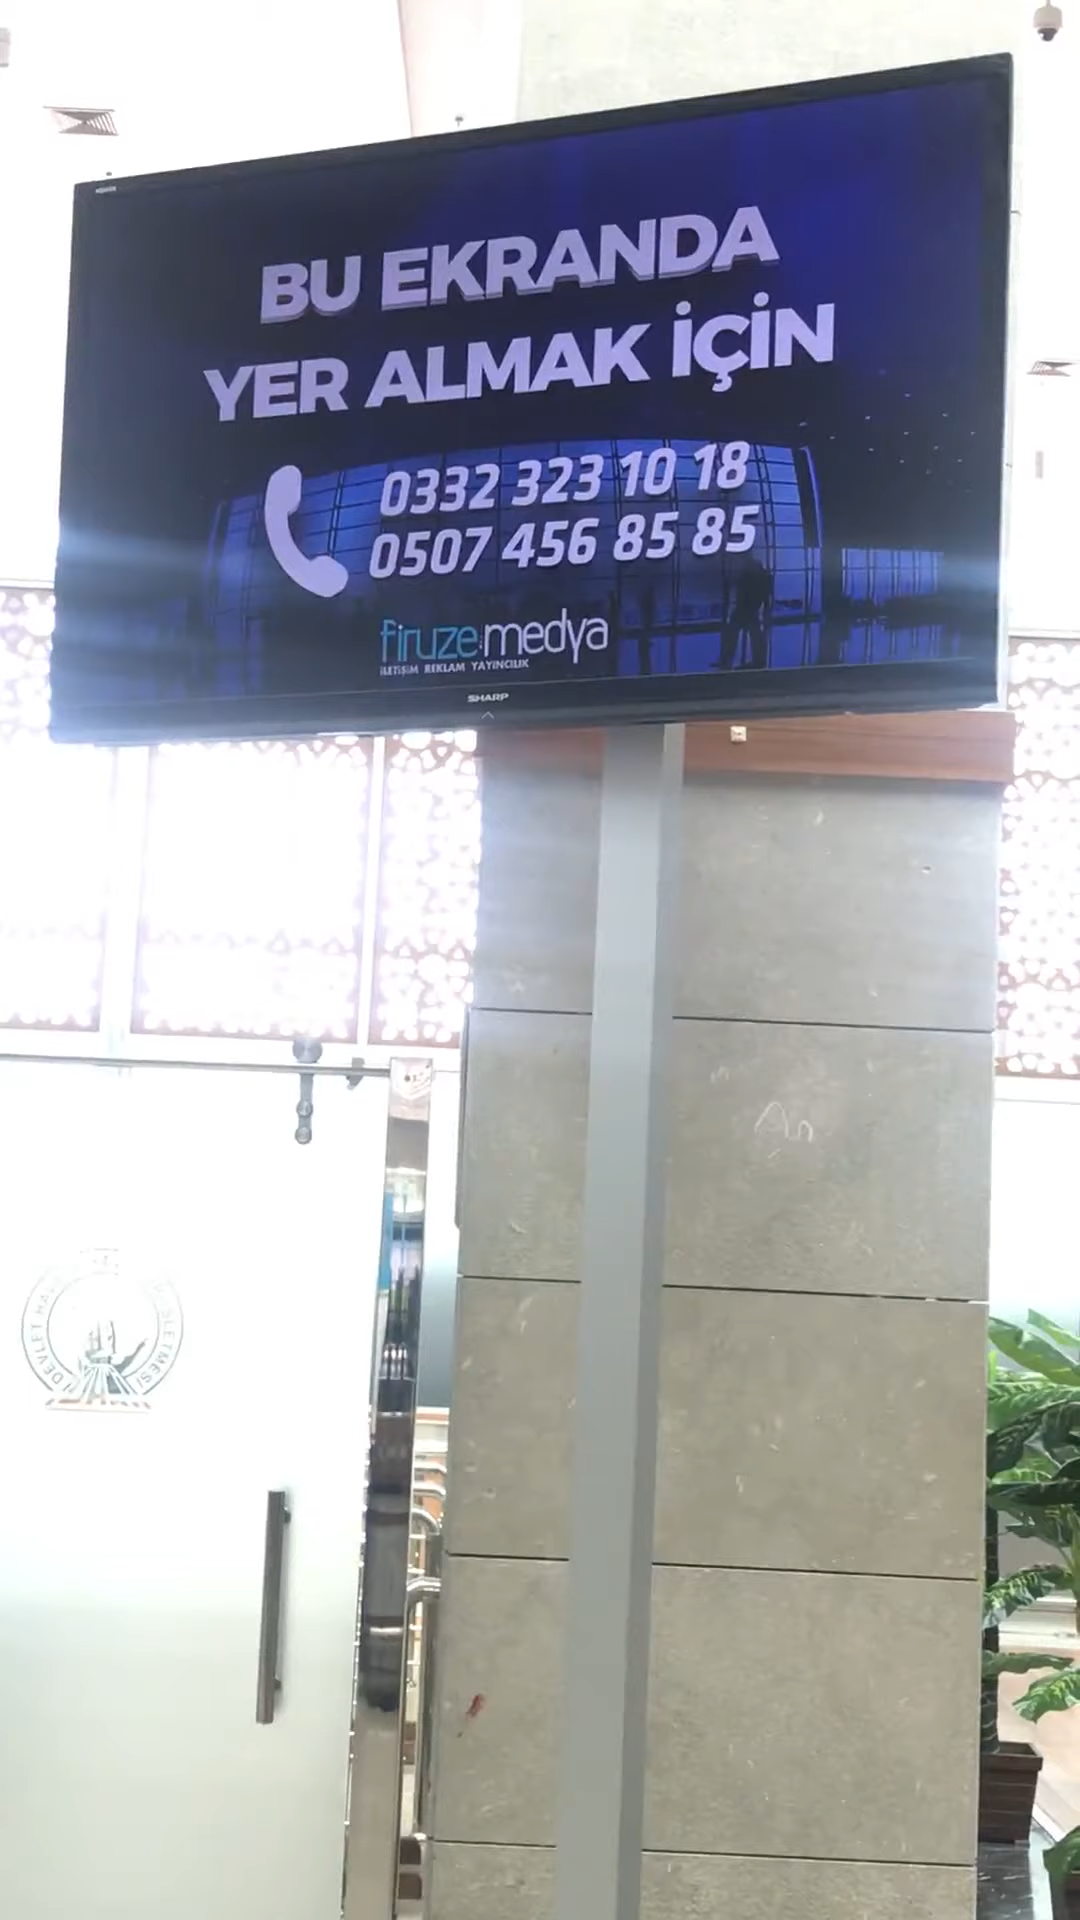 BU EKRANDA
YER ALMAK İÇİN
0332 323 10 18
0507 456 85 85
firuze medya
İLETİŞİM REKLAM YAYINCILIK
SHARP
DEVLET